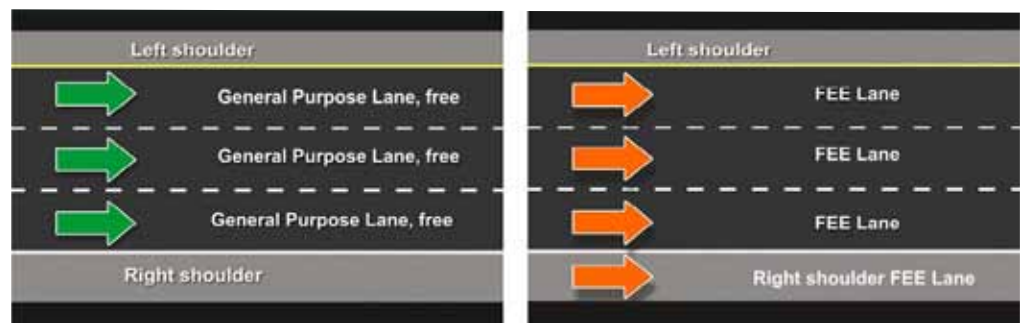 Left shoulder
General Purpose Lane, free
General Purpose Lane, free
General Purpose Lane, free
Right shoulder
Left shoulder
FEE Lane
FEE Lane
FEE Lane
Right shoulder FEE Lane